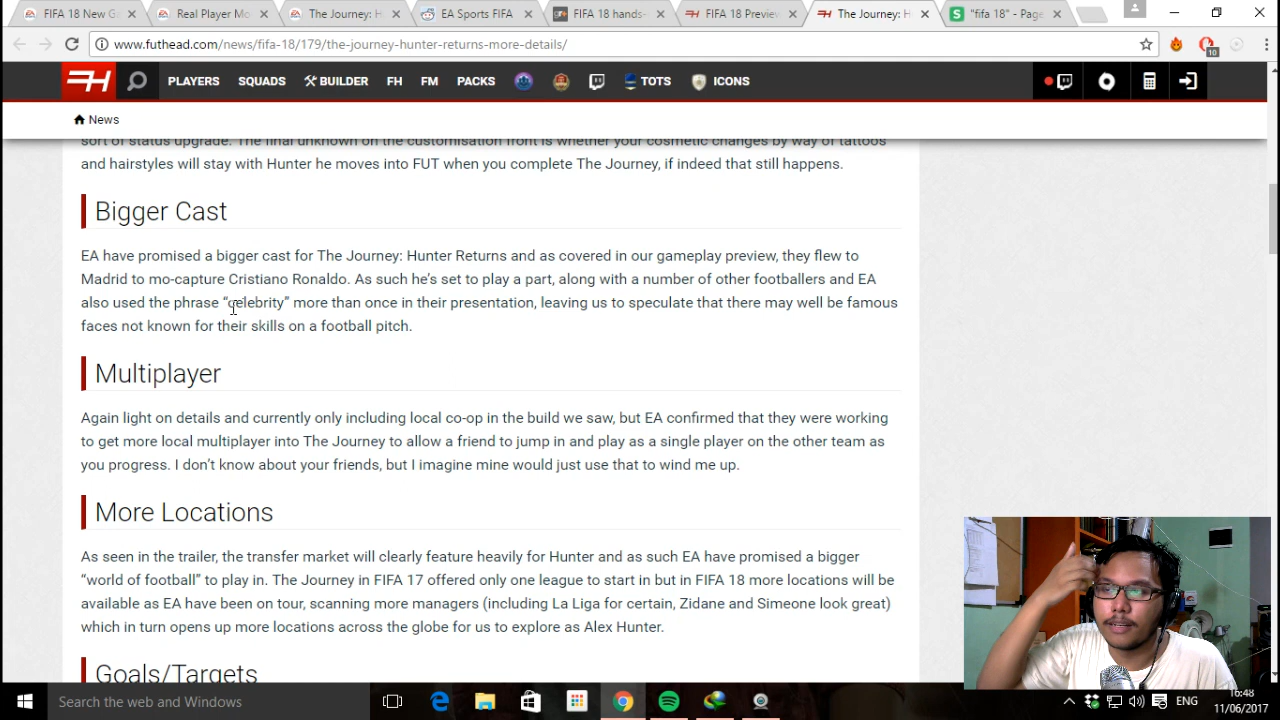 FIFA 18 New G
Real Player Mo
The Journey: H
EA Sports FIFA
FIFA 18 hands-
FIFA 18 Preview
The Journey: H
"fifa 18" - Page
www.futhead.com/news/fifa-18/179/the-journey-hunter-returns-more-details/
10
PLAYERS
SQUADS
BUILDER
FH
FM
PACKS
TOTS
ICONS
News
sort of status upgrade. The final unknown on the customisation front is whether your cosmetic changes by way of tattoos
and hairstyles will stay with Hunter he moves into FUT when you complete The Journey, if indeed that still happens.
Bigger Cast
EA have promised a bigger cast for The Journey: Hunter Returns and as covered in our gameplay preview, they flew to
Madrid to mo-capture Cristiano Ronaldo. As such he's set to play a part, along with a number of other footballers and EA
also used the phrase “celebrity” more than once in their presentation, leaving us to speculate that there may well be famous
faces not known for their skills on a football pitch.
Multiplayer
Again light on details and currently only including local co-op in the build we saw, but EA confirmed that they were working
to get more local multiplayer into The Journey to allow a friend to jump in and play as a single player on the other team as
you progress. I don't know about your friends, but I imagine mine would just use that to wind me up.
More Locations
As seen in the trailer, the transfer market will clearly feature heavily for Hunter and as such EA have promised a bigger
“world of football” to play in. The Journey in FIFA 17 offered only one league to start in but in FIFA 18 more locations will be
available as EA have been on tour, scanning more managers (including La Liga for certain, Zidane and Simeone look great)
which in turn opens up more locations across the globe for us to explore as Alex Hunter.
Goals/Targets
Search the web and Windows
ENG
16:48
11/06/2017